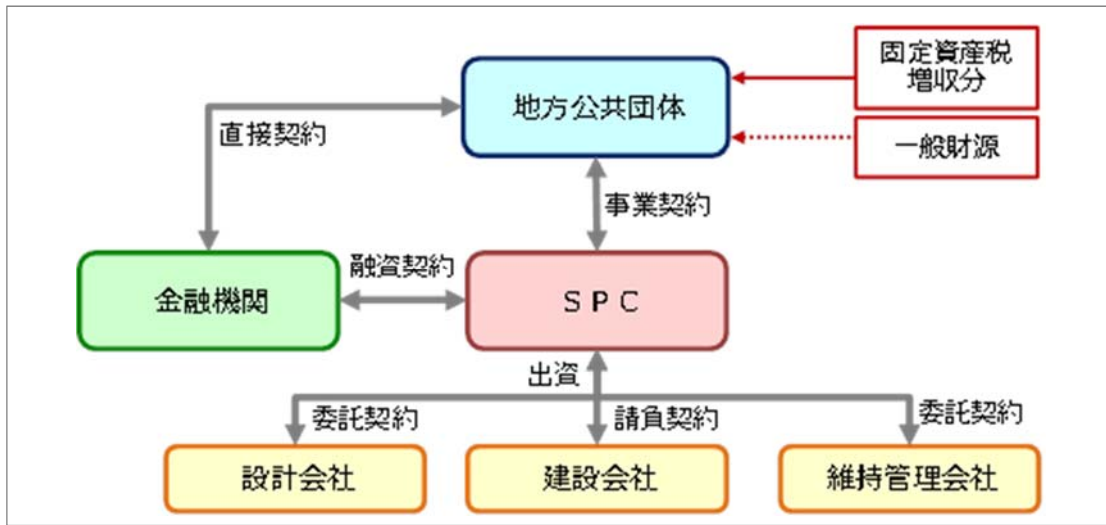 固定資産税
増収分
地方公共団体
直接契約
一般財源
事業契約
融資契約
金融機関
ＳＰＣ
出資
委託契約
請負契約
委託契約
設計会社
建設会社
維持管理会社